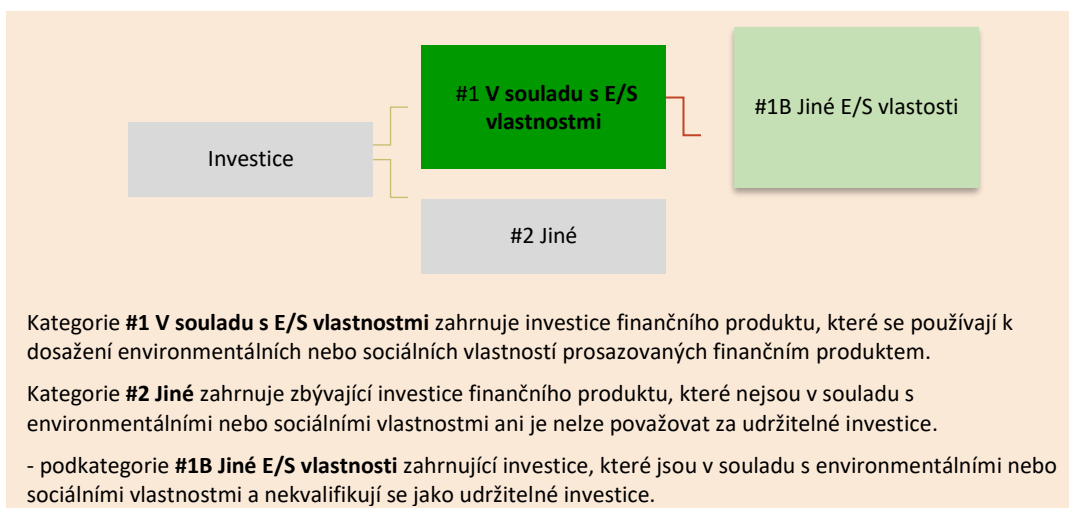 #1 V souladu s E/S
vlastnostmi
#1B Jiné E/S vlastosti
Investice
#2 Jiné
Kategorie #1 V souladu s E/S vlastnostmi zahrnuje investice finančního produktu, které se používají k
dosažení environmentálních nebo sociálních vlastností prosazovaných finančním produktem.
Kategorie #2 Jiné zahrnuje zbývající investice finančního produktu, které nejsou v souladu s
environmentálními nebo sociálními vlastnostmi ani je nelze považovat za udržitelné investice.
- podkategorie #1B Jiné E/S vlastnosti zahrnující investice, které jsou v souladu s environmentálními nebo
sociálními vlastnostmi a nekvalifikují se jako udržitelné investice.